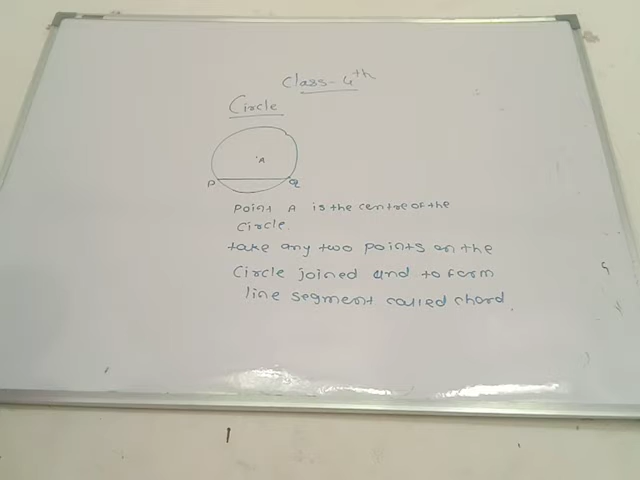 Class-4th
Circle
A
P Q
Point A is the centre of the
Circle.
take any two points on the
Circle joined and to form
line segment called chord.